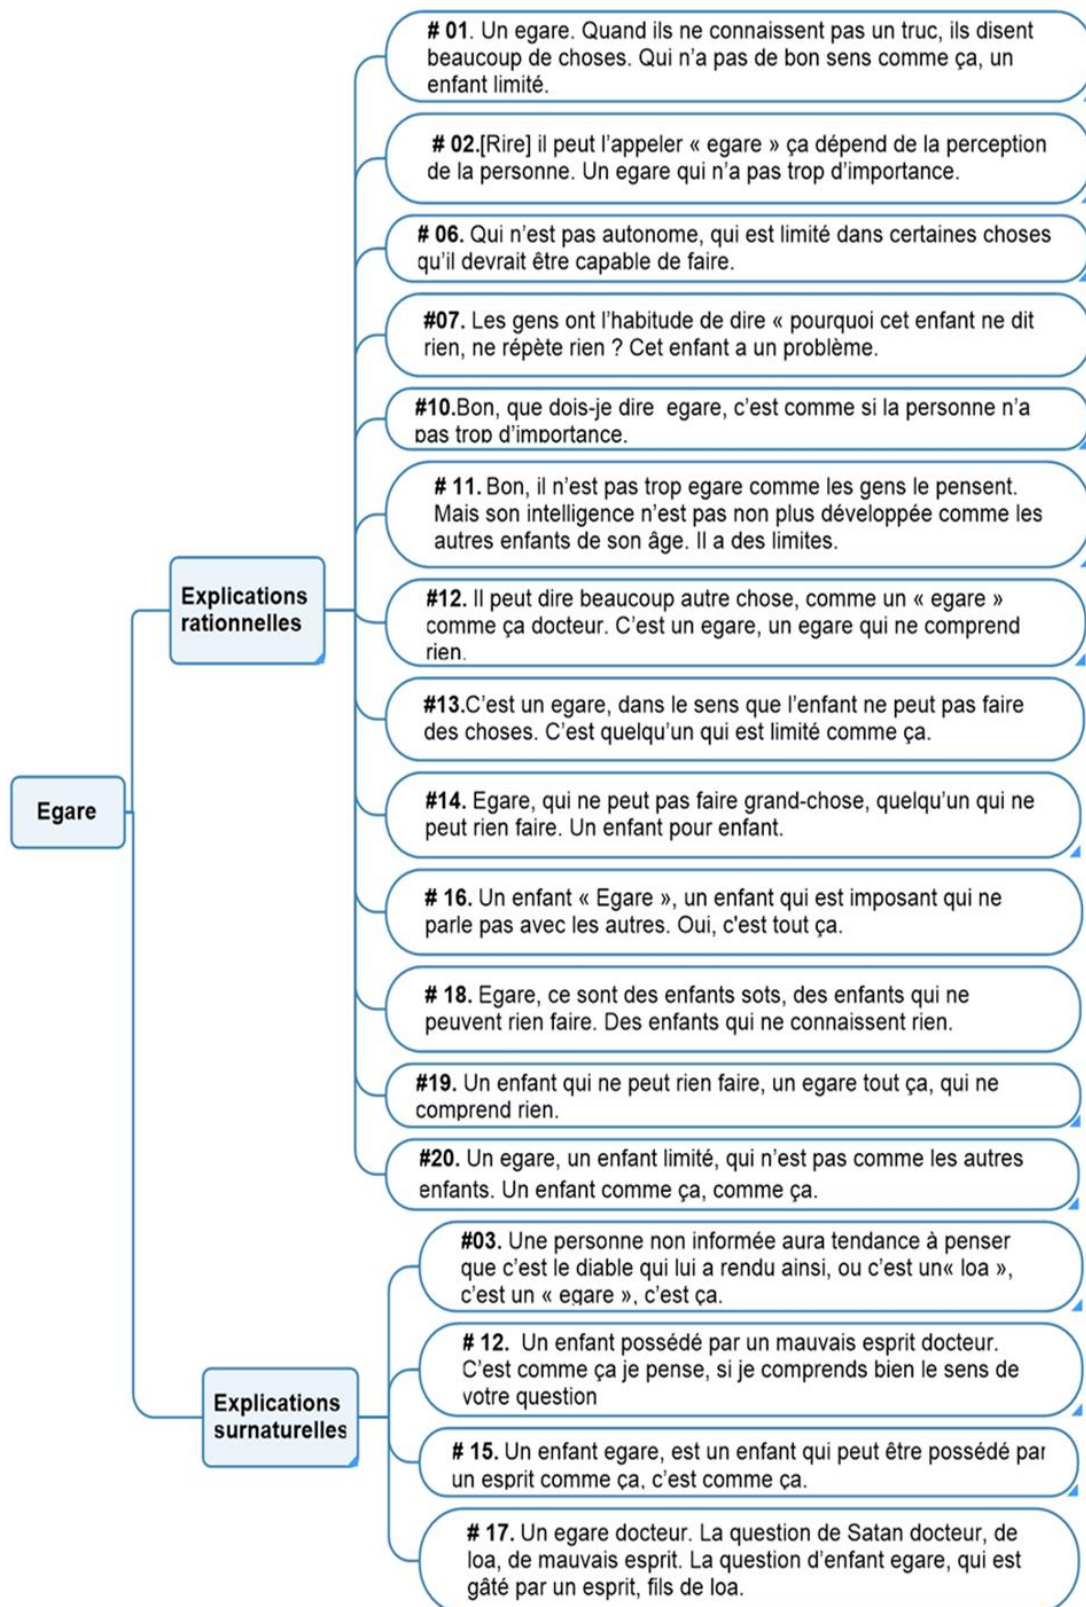 # 01. Un egare. Quand ils ne connaissent pas un truc, ils disent
beaucoup de choses. Qui n’a pas de bon sens comme ça, un
enfant limité.
# 02.[Rire] il peut l’appeler « egare » ça dépend de la perception
de la personne. Un egare qui n’a pas trop d’importance.
# 06. Qui n’est pas autonome, qui est limité dans certaines choses
qu’il devrait être capable de faire.
#07. Les gens ont l’habitude de dire « pourquoi cet enfant ne dit
rien, ne répète rien ? Cet enfant a un problème.
#10.Bon, que dois-je dire egare, c’est comme si la personne n’a
pas trop d’importance.
# 11. Bon, il n’est pas trop egare comme les gens le pensent.
Mais son intelligence n’est pas non plus développée comme les
autres enfants de son âge. Il a des limites.
Explications
rationnelles
#12. Il peut dire beaucoup autre chose, comme un « egare »
comme ça docteur. C’est un egare, un egare qui ne comprend
rien.
#13.C’est un egare, dans le sens que l’enfant ne peut pas faire
des choses. C’est quelqu’un qui est limité comme ça.
Egare
#14. Egare, qui ne peut pas faire grand-chose, quelqu’un qui ne
peut rien faire. Un enfant pour enfant.
# 16. Un enfant « Egare », un enfant qui est imposant qui ne
parle pas avec les autres. Oui, c'est tout ça.
# 18. Egare, ce sont des enfants sots, des enfants qui ne
peuvent rien faire. Des enfants qui ne connaissent rien.
#19. Un enfant qui ne peut rien faire, un egare tout ça, qui ne
comprend rien.
#20. Un egare, un enfant limité, qui n’est pas comme les autres
enfants. Un enfant comme ça, comme ça.
#03. Une personne non informée aura tendance à penser
que c’est le diable qui lui a rendu ainsi, ou c’est un« loa »,
c’est un « egare », c’est ça.
# 12. Un enfant possédé par un mauvais esprit docteur.
C’est comme ça je pense, si je comprends bien le sens de
votre question
Explications
surnaturelles
# 15. Un enfant egare, est un enfant qui peut être possédé par
un esprit comme ça, c’est comme ça.
# 17. Un egare docteur. La question de Satan docteur, de
loa, de mauvais esprit. La question d’enfant egare, qui est
gâté par un esprit, fils de loa.